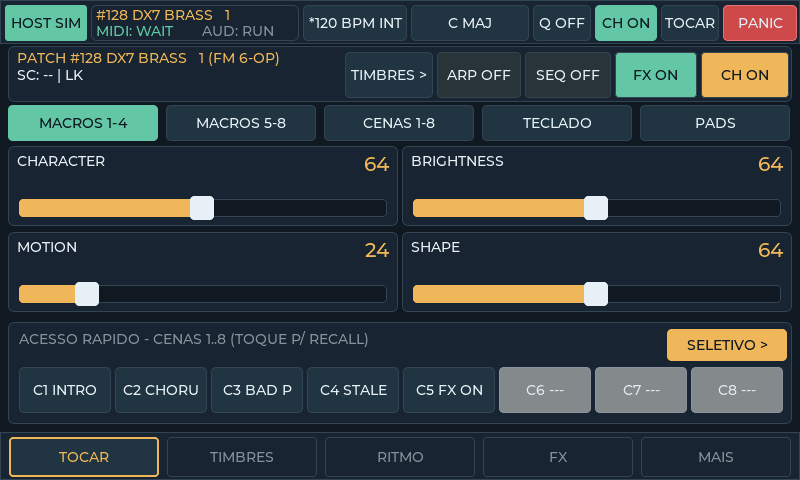 HOST SIM
#128 DX7 BRASS   1
MIDI: WAIT   AUD: RUN
*120 BPM INT
C MAJ
Q OFF
CH ON
TOCAR
PANIC
PATCH #128 DX7 BRASS   1 (FM 6-OP)
SC: -- | LK
TIMBRES >
ARP OFF
SEQ OFF
FX ON
CH ON
MACROS 1-4
MACROS 5-8
CENAS 1-8
TECLADO
PADS
CHARACTER
64
BRIGHTNESS
64
MOTION
24
SHAPE
64
ACESSO RAPIDO - CENAS 1..8 (TOQUE P/ RECALL)
SELETIVO >
C1 INTRO
C2 CHORU
C3 BAD P
C4 STALE
C5 FX ON
C6 ---
C7 ---
C8 ---
TOCAR
TIMBRES
RITMO
FX
MAIS